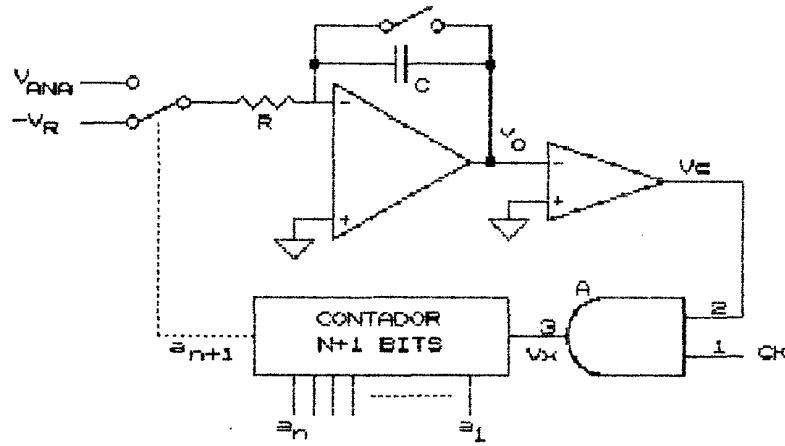 V_ANA
-V_R
R
-
+
C
V_O
-
+
Vc
A
2
1
CK
3
Vx
CONTADOR
N+1 BITS
a_n+1
a_n
a_1